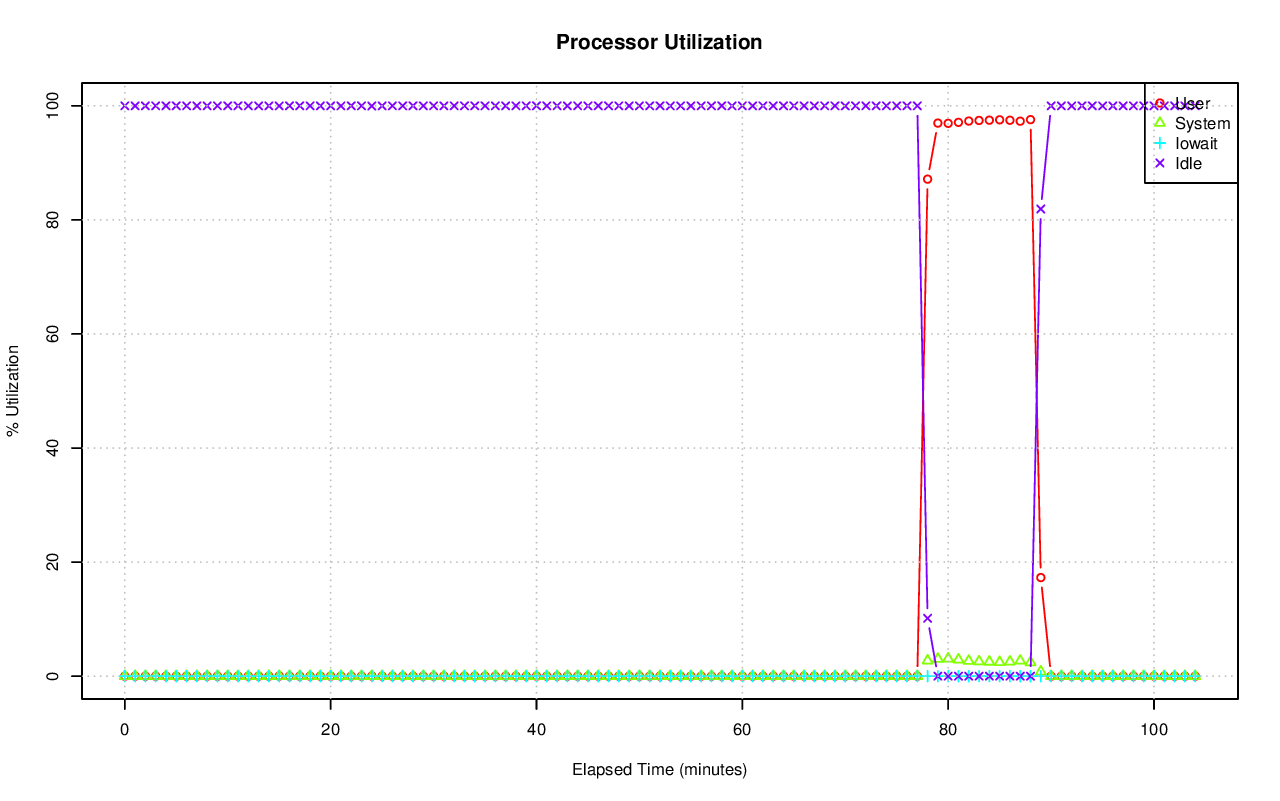 Processor Utilization
User
System
Iowait
Idle
% Utilization
100
80
60
40
20
0
0 20 40 60 80 100
Elapsed Time (minutes)